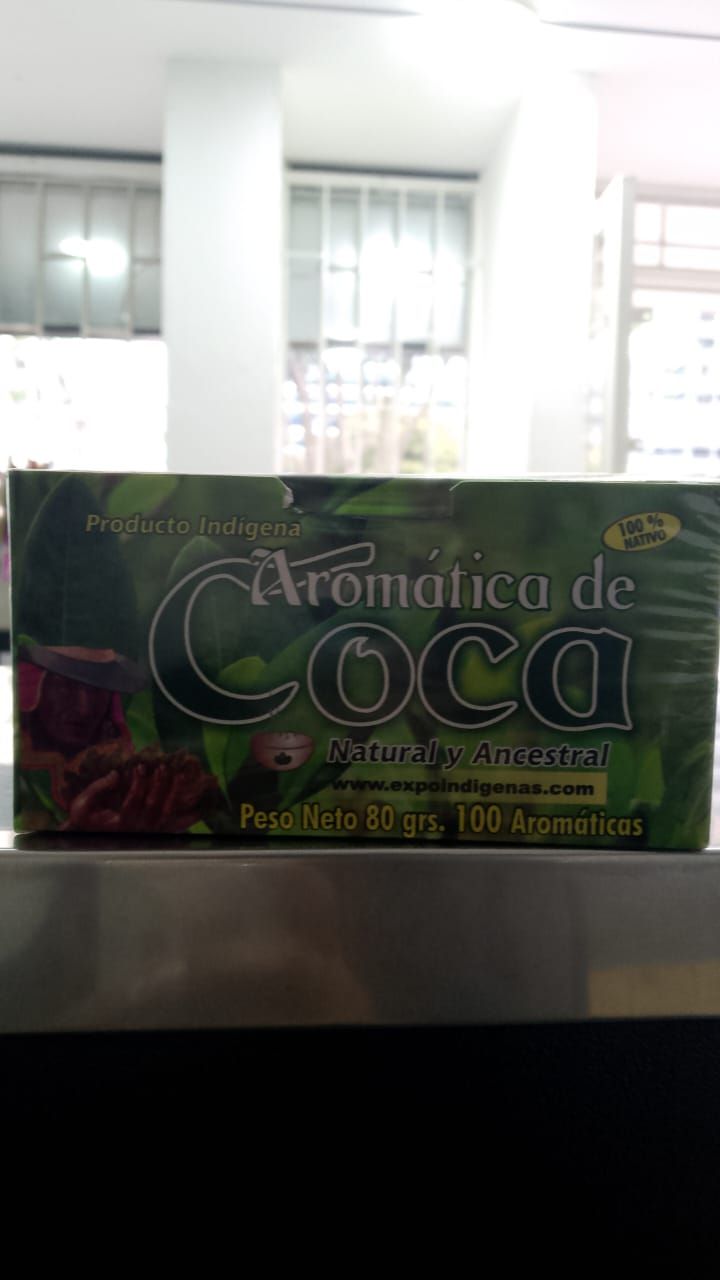 Producto Indígena
100 %
NATIVO
Aromática de
Coca
Natural y Ancestral
www.expoindigenas.com
Peso Neto 80 grs. 100 Aromáticas